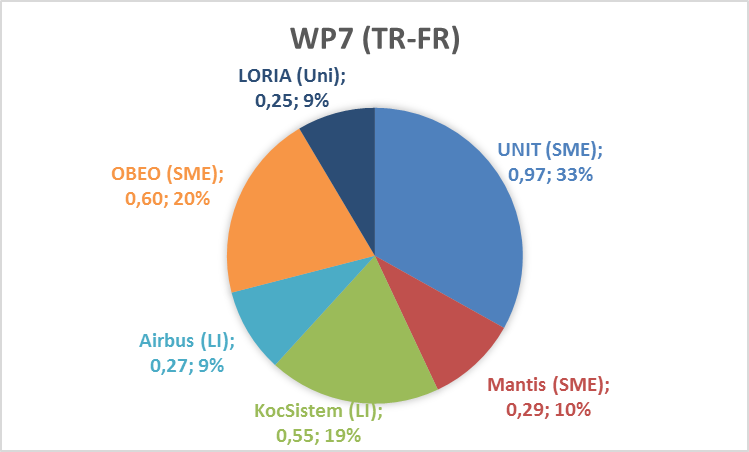 WP7 (TR-FR)
LORIA (Uni);
0,25; 9%
UNIT (SME);
0,97; 33%
OBEO (SME);
0,60; 20%
Airbus (LI);
0,27; 9%
Mantis (SME);
0,29; 10%
KocSistem (LI);
0,55; 19%